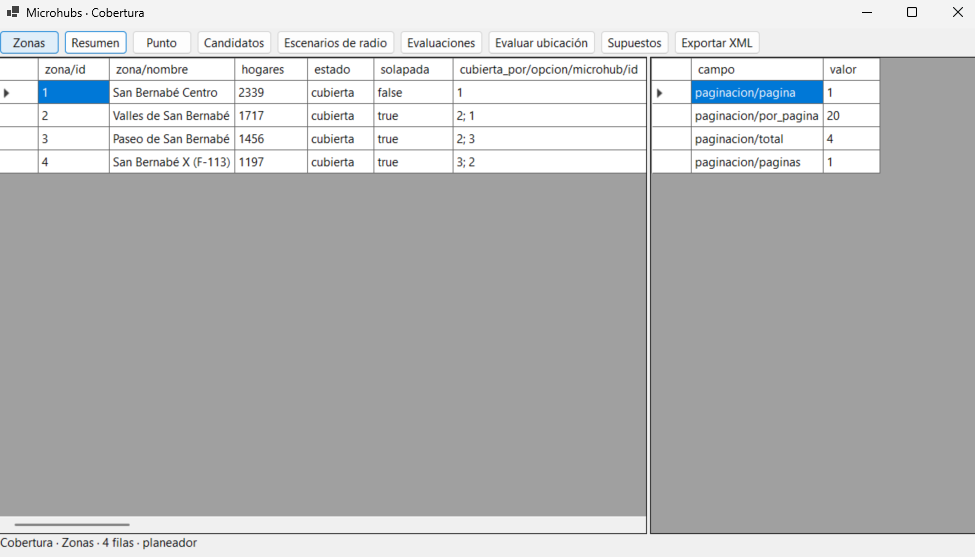 Microhubs · Cobertura
Zonas Resumen Punto Candidatos Escenarios de radio Evaluaciones Evaluar ubicación Supuestos Exportar XML
zona/id zona/nombre hogares estado solapada cubierta_por/opcion/microhub/id
1 San Bernabé Centro 2339 cubierta false 1
2 Valles de San Bernabé 1717 cubierta true 2; 1
3 Paseo de San Bernabé 1456 cubierta true 2; 3
4 San Bernabé X (F-113) 1197 cubierta true 3; 2
campo valor
paginacion/pagina 1
paginacion/por_pagina 20
paginacion/total 4
paginacion/paginas 1
Cobertura · Zonas · 4 filas · planeador